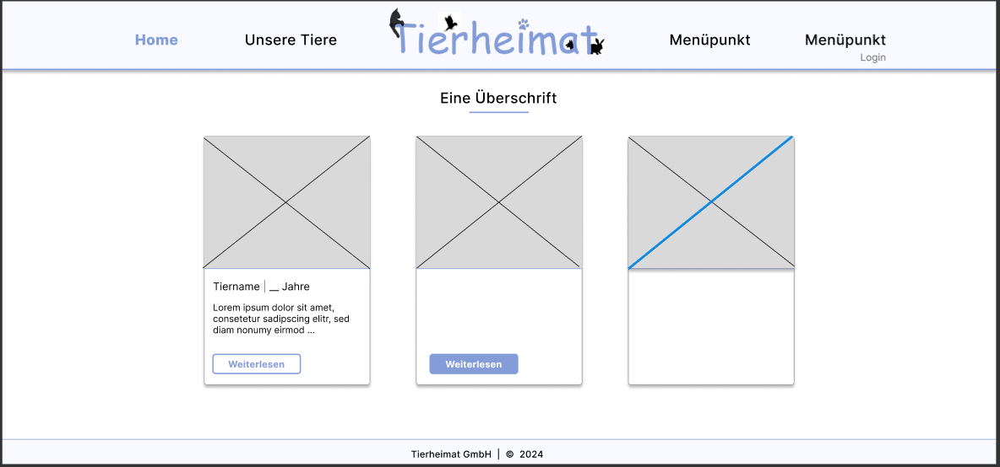 Home
Unsere Tiere
Tierheimat
Menüpunkt
Menüpunkt
Login
Eine Überschrift
Tiername | __ Jahre
Lorem ipsum dolor sit amet,
consetetur sadipscing elitr, sed
diam nonumy eirmod ...
Weiterlesen
Weiterlesen
Tierheimat GmbH | © 2024